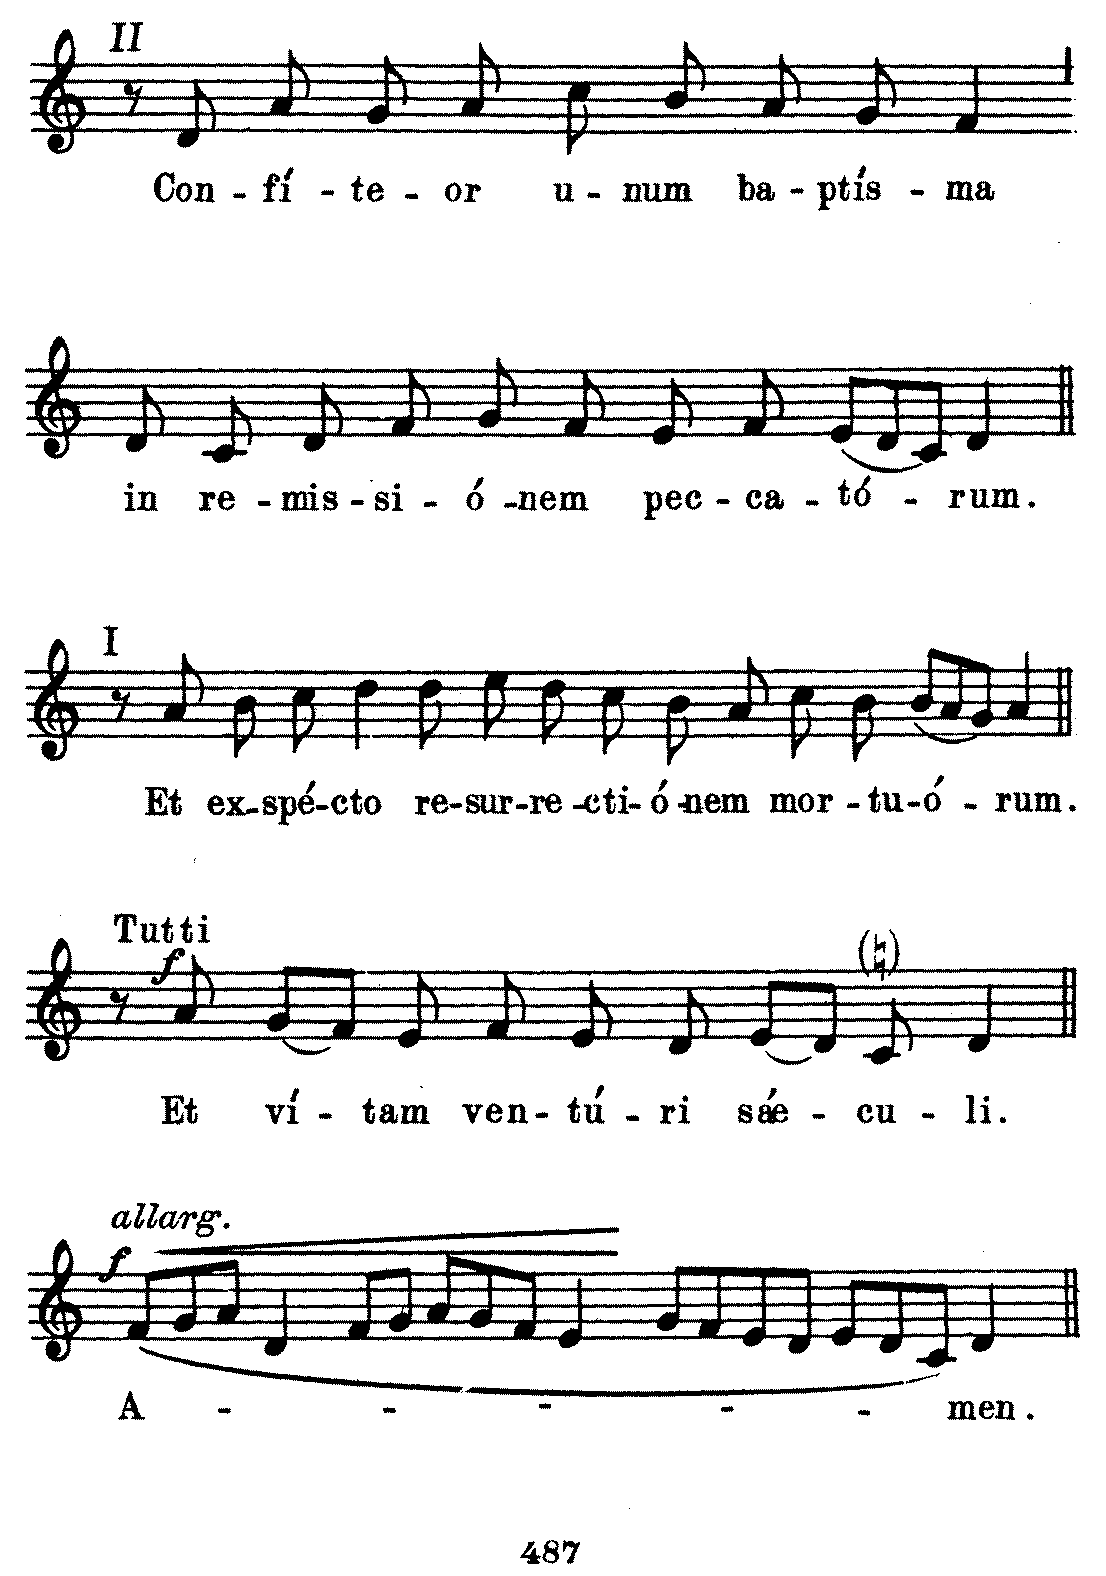 II
Con - fí - te - or u - num ba - ptís - ma
in re - mis - si - ó - nem pec - ca - tó - rum.
I
Et ex - spé - cto re - sur - re - cti - ó - nem mor - tu - ó - rum.
Tutti
f (♮)
Et ví - tam ven - tú - ri sǽ - cu - li.
allarg.
f
A - - - - - men.
487